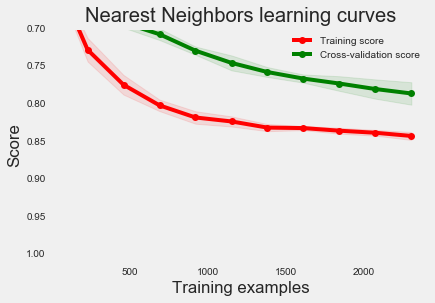 Nearest Neighbors learning curves
0.70
0.75
0.80
0.85
0.90
0.95
1.00
Score
Training score
Cross-validation score
500
1000
1500
2000
Training examples